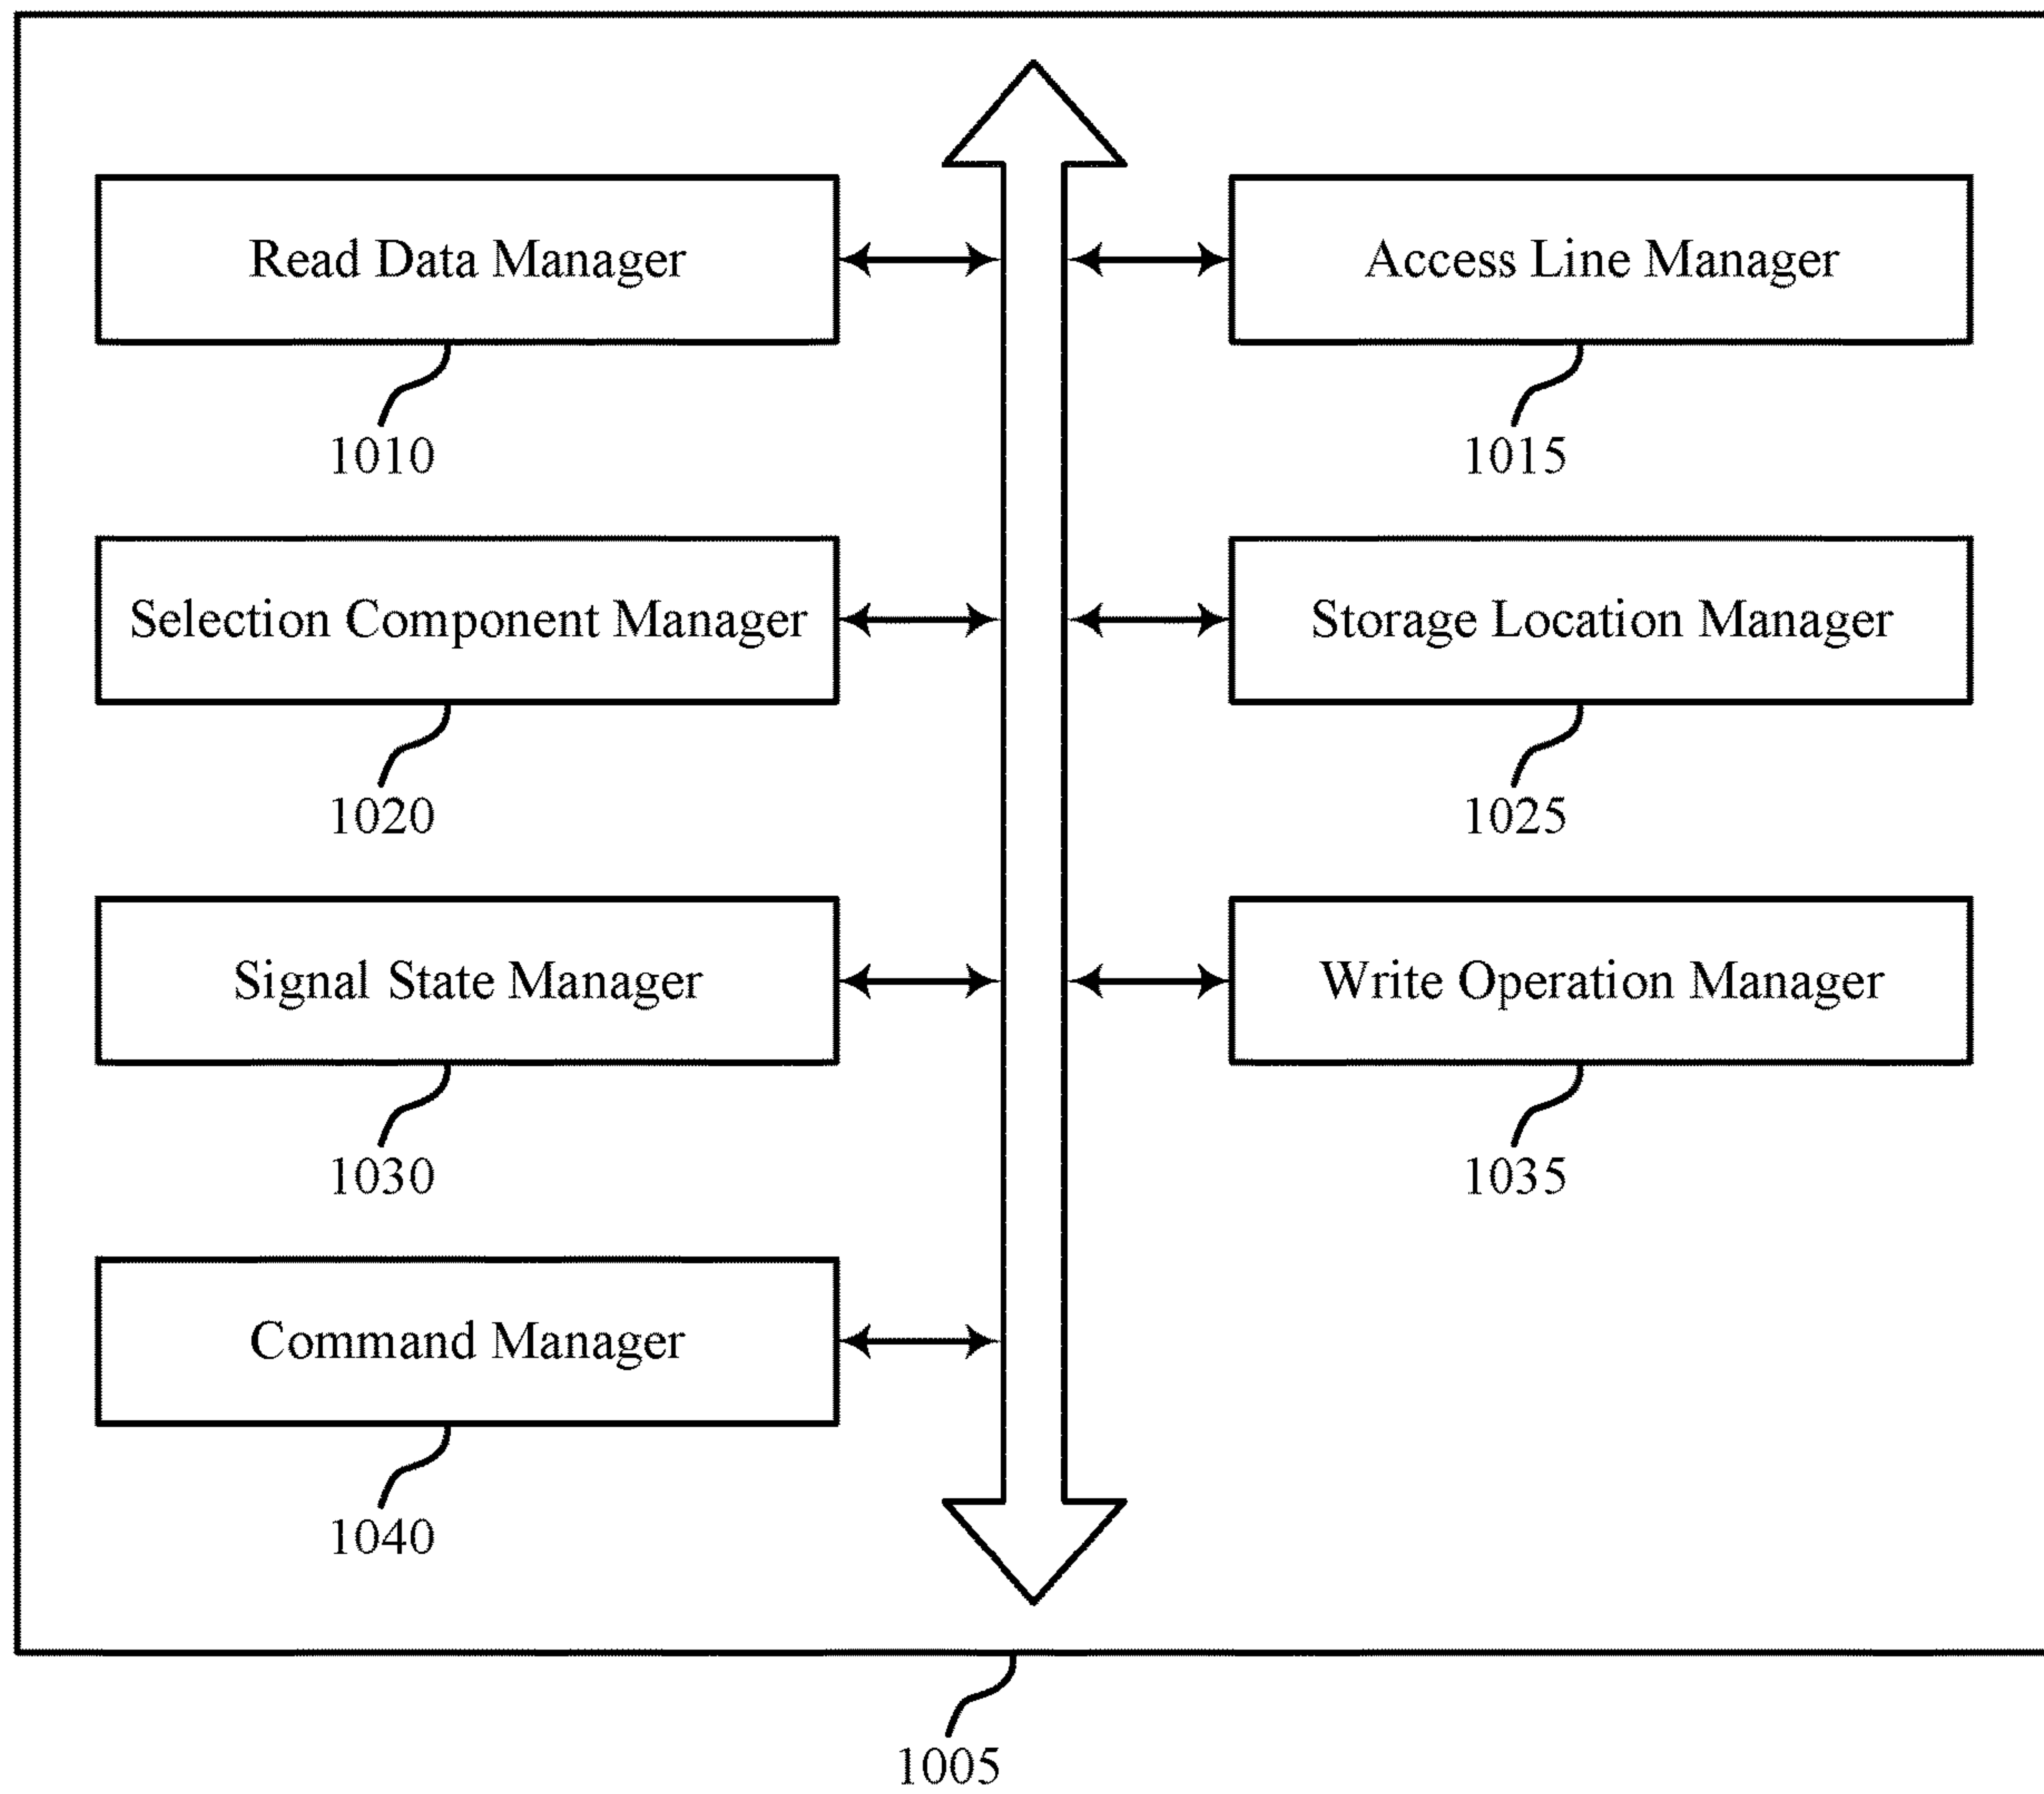 Read Data Manager
Access Line Manager
1010
1015
Selection Component Manager
Storage Location Manager
1020
1025
Signal State Manager
Write Operation Manager
1030
1035
Command Manager
1040
1005